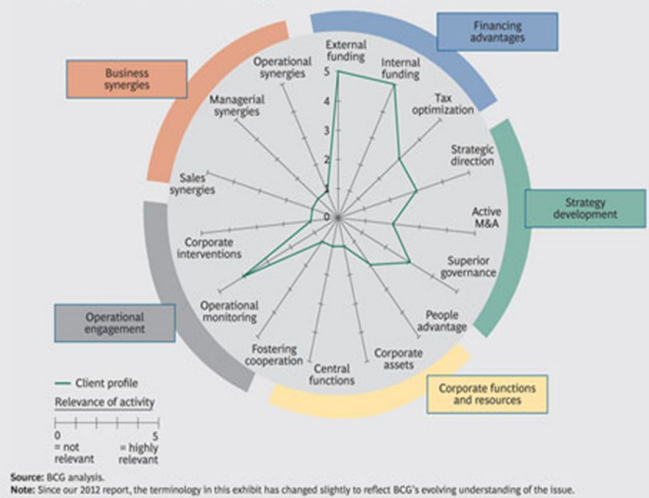 Financing
advantages
Business
synergies
Strategy
development
Operational
engagement
Corporate functions
and resources
External
funding
Internal
funding
Tax
optimization
Strategic
direction
Active
M&A
Superior
governance
People
advantage
Corporate
assets
Central
functions
Fostering
cooperation
Operational
monitoring
Corporate
interventions
Sales
synergies
Managerial
synergies
Operational
synergies
5
4
3
2
1
0
Client profile
Relevance of activity
0 5
= not = highly
relevant relevant
Source: BCG analysis.
Note: Since our 2012 report, the terminology in this exhibit has changed slightly to reflect BCG's evolving understanding of the issue.